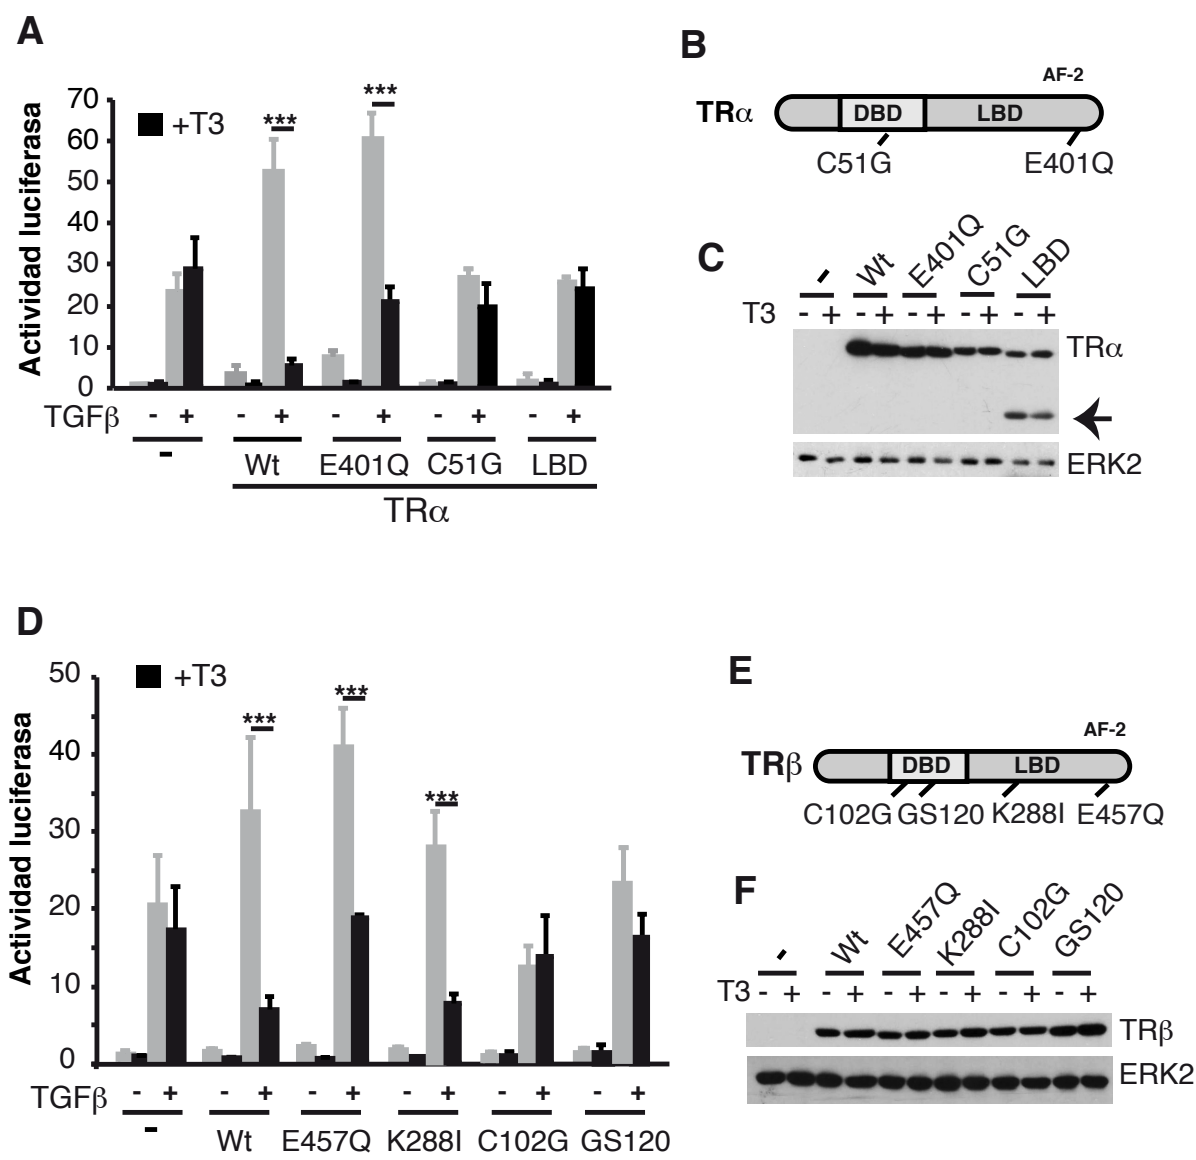 A
Actividad luciferasa
70
60
50
40
30
20
10
0
+T3
***
***
TGFβ - + - + - + - + - +
- Wt E401Q C51G LBD
TRα
B
AF-2
TRα DBD LBD
C51G E401Q
C
- Wt E401Q C51G LBD
T3 - + - + - + - + - +
TRα
ERK2
D
Actividad luciferasa
50
40
30
20
10
0
+T3
***
***
***
TGFβ - + - + - + - + - + - +
- Wt E457Q K288I C102G GS120
E
AF-2
TRβ DBD LBD
C102G GS120 K288I E457Q
F
- Wt E457Q K288I C102G GS120
T3 - + - + - + - + - + - +
TRβ
ERK2